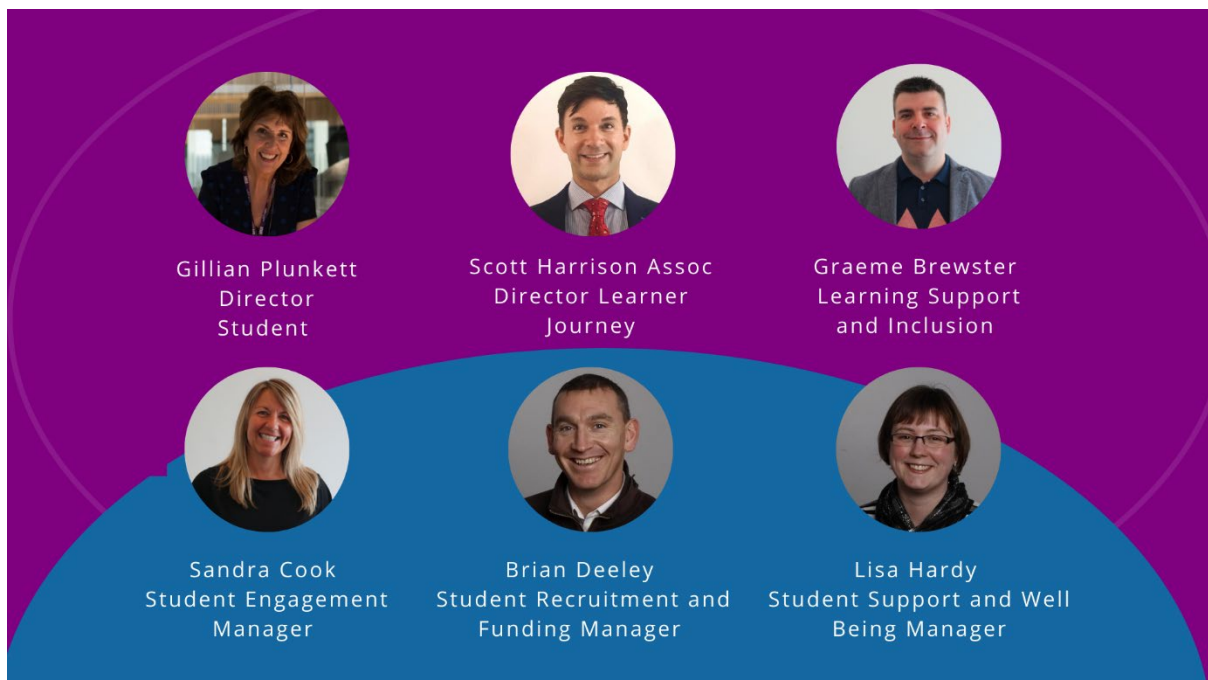 Gillian Plunkett
Director
Student
Scott Harrison Assoc
Director Learner
Journey
Graeme Brewster
Learning Support
and Inclusion
Sandra Cook
Student Engagement
Manager
Brian Deeley
Student Recruitment and
Funding Manager
Lisa Hardy
Student Support and Well
Being Manager